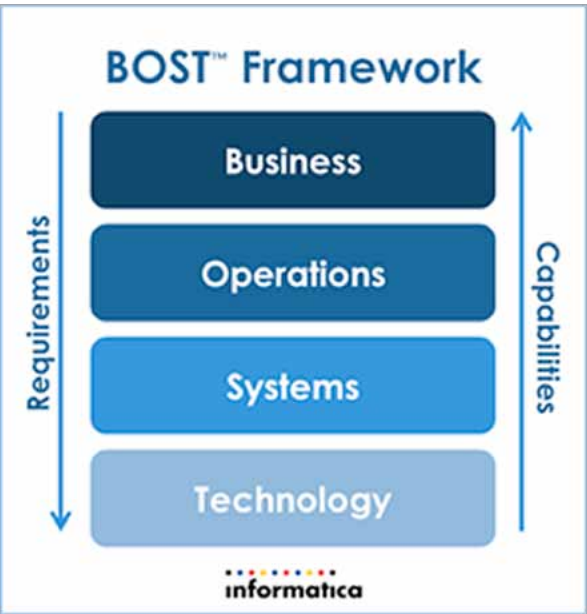 BOST™ Framework
Requirements
Business
Operations
Systems
Technology
Capabilities
informatica